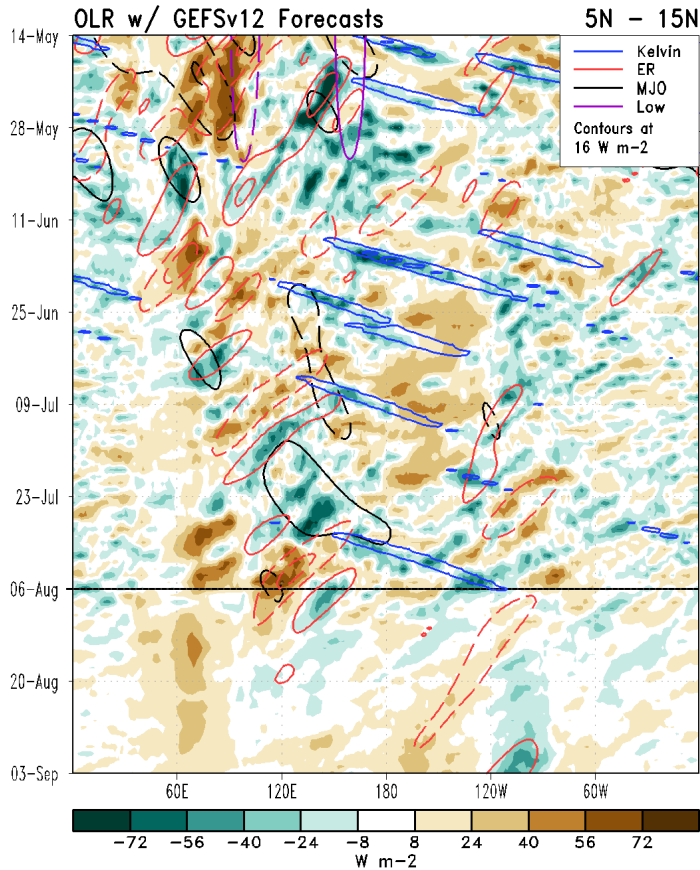 OLR w/ GEFSv12 Forecasts 5N - 15N
14-May
28-May
11-Jun
25-Jun
09-Jul
23-Jul
06-Aug
20-Aug
03-Sep
Kelvin
ER
MJO
Low
Contours at
16 W m-2
60E 120E 180 120W 60W
-72 -56 -40 -24 -8 8 24 40 56 72
W m-2